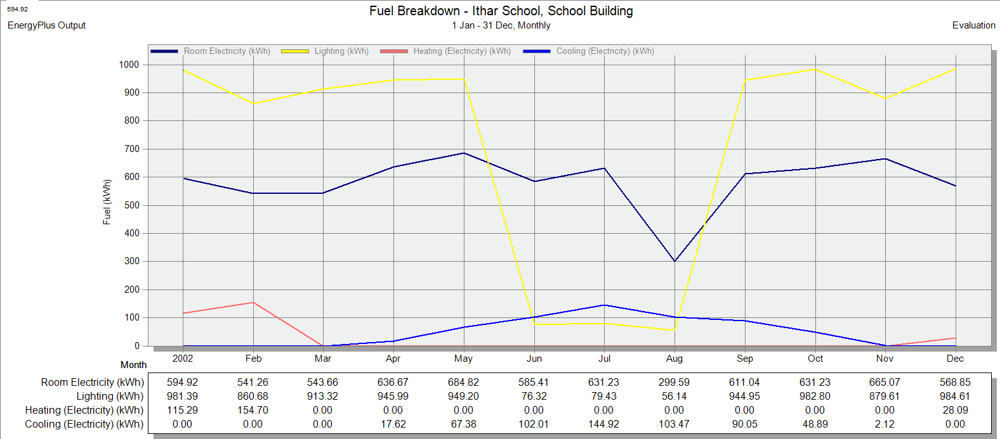 594.92
Fuel Breakdown - Ithar School, School Building
EnergyPlus Output
1 Jan - 31 Dec, Monthly
Evaluation
Room Electricity (kWh) Lighting (kWh) Heating (Electricity) (kWh) Cooling (Electricity) (kWh)
1000
900
800
700
600
500
400
300
200
100
0
Fuel (kWh)
2002 Feb Mar Apr May Jun Jul Aug Sep Oct Nov Dec
Month
Room Electricity (kWh) 594.92 541.26 543.66 636.67 684.82 585.41 631.23 299.59 611.04 631.23 665.07 568.85
Lighting (kWh) 981.39 860.68 913.32 945.99 949.20 76.32 79.43 56.14 944.95 982.80 879.61 984.61
Heating (Electricity) (kWh) 115.29 154.70 0.00 0.00 0.00 0.00 0.00 0.00 0.00 0.00 0.00 28.09
Cooling (Electricity) (kWh) 0.00 0.00 0.00 17.62 67.38 102.01 144.92 103.47 90.05 48.89 2.12 0.00